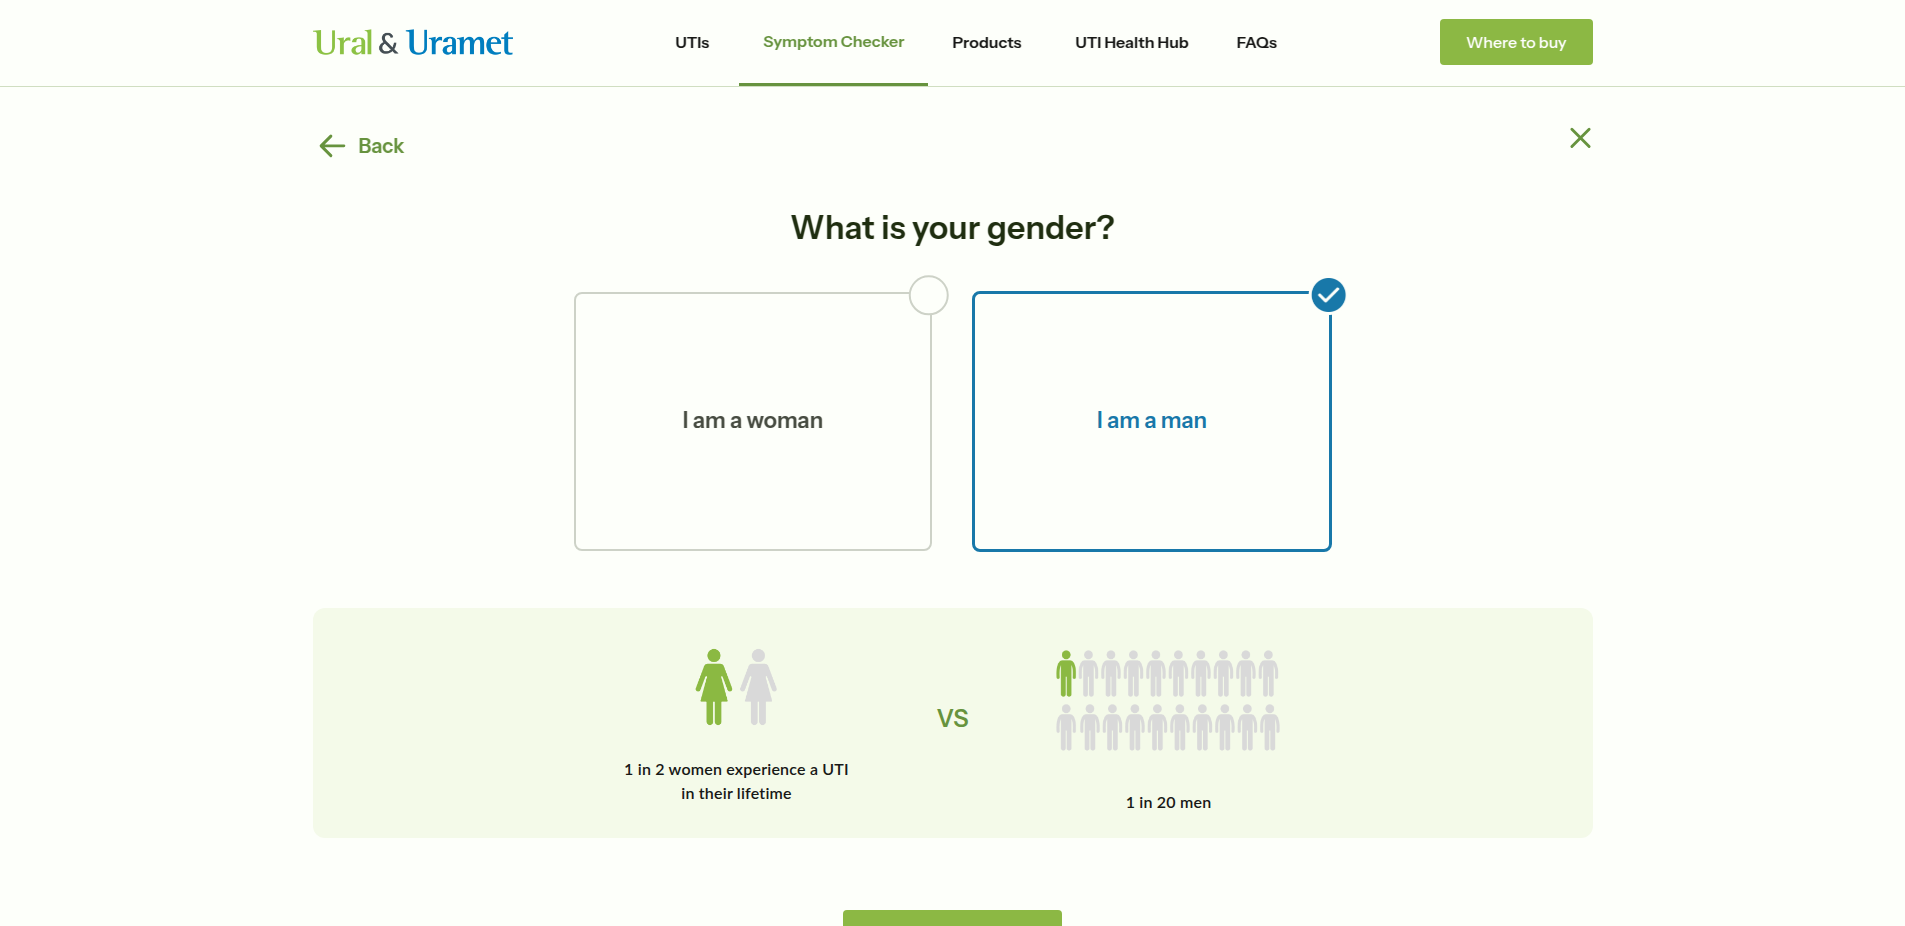 Ural & Uramet
UTIs
Symptom Checker
Products
UTI Health Hub
FAQs
Where to buy
Back
What is your gender?
I am a woman
I am a man
VS
1 in 2 women experience a UTI
in their lifetime
1 in 20 men